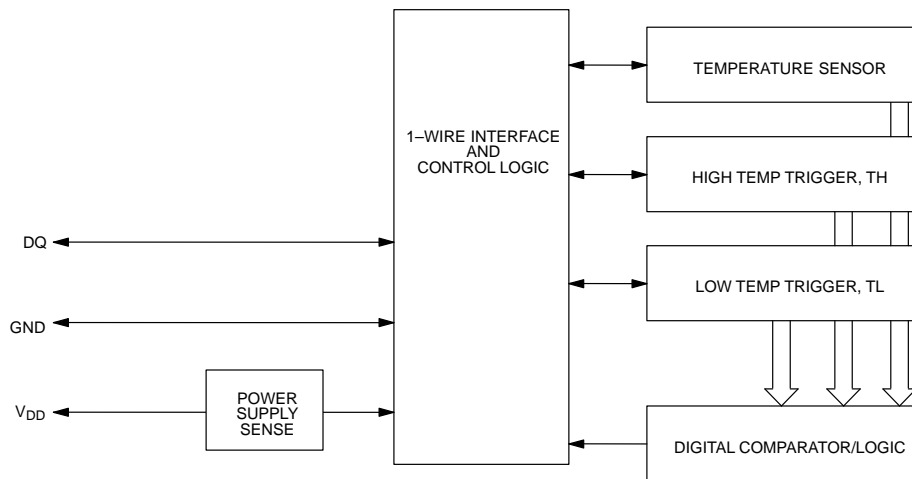 TEMPERATURE SENSOR
1–WIRE INTERFACE
AND
CONTROL LOGIC
HIGH TEMP TRIGGER, TH
DQ
LOW TEMP TRIGGER, TL
GND
POWER
SUPPLY
SENSE
VDD
DIGITAL COMPARATOR/LOGIC